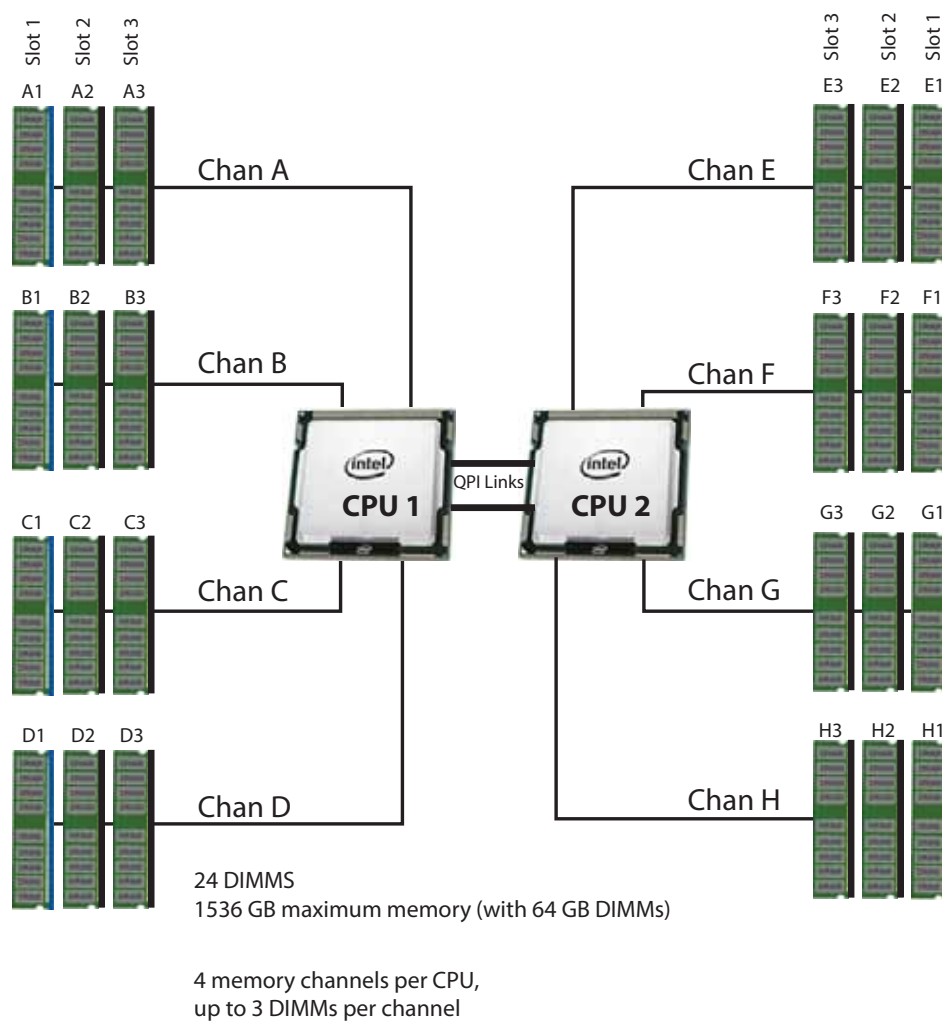 Slot 1
Slot 2
Slot 3
Slot 3
Slot 2
Slot 1
A1 A2 A3
E3 E2 E1
Chan A
Chan E
B1 B2 B3
F3 F2 F1
Chan B
Chan F
intel
CPU 1
QPI Links
intel
CPU 2
C1 C2 C3
G3 G2 G1
Chan C
Chan G
D1 D2 D3
H3 H2 H1
Chan D
Chan H
24 DIMMS
1536 GB maximum memory (with 64 GB DIMMs)
4 memory channels per CPU,
up to 3 DIMMs per channel